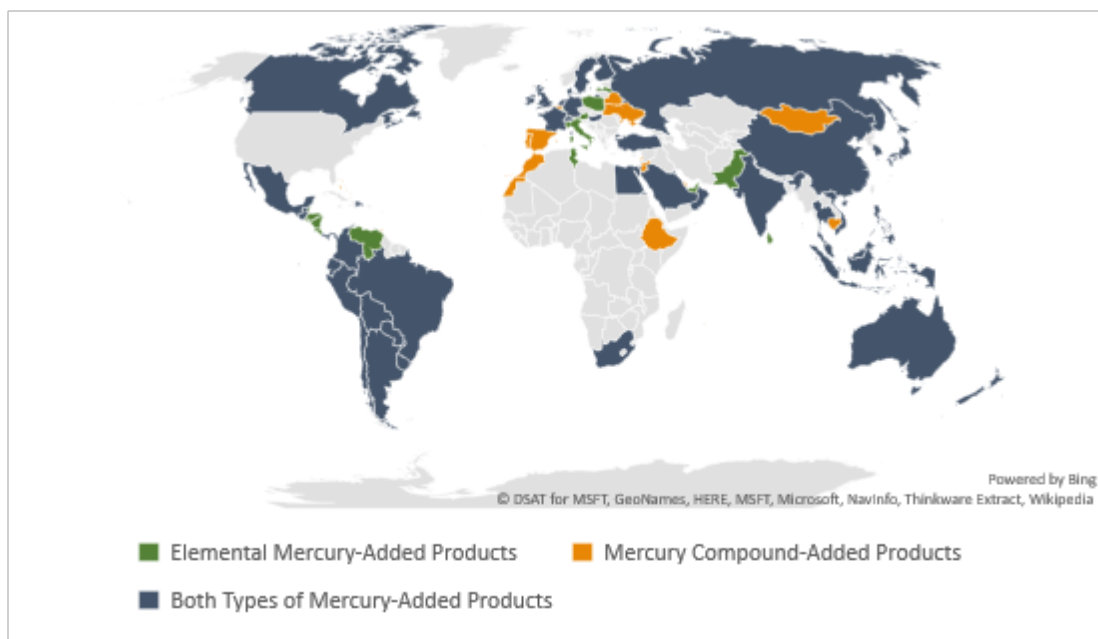 Powered by Bing
© DSAT for MSFT, GeoNames, HERE, MSFT, Microsoft, NavInfo, Thinkware Extract, Wikipedia
Elemental Mercury-Added Products
Mercury Compound-Added Products
Both Types of Mercury-Added Products